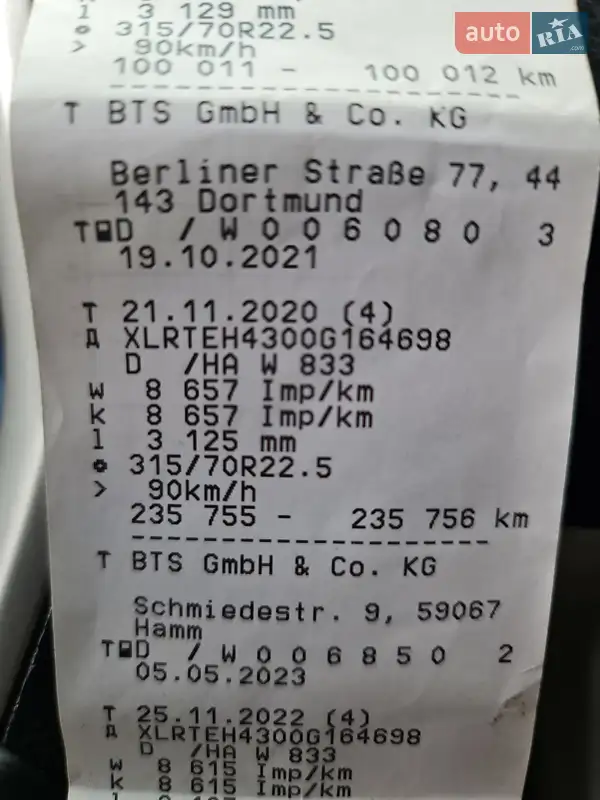 l 3 129 mm
315/70R22.5
> 90km/h
100 011 - 100 012 km
--------------------
T BTS GmbH & Co. KG
Berliner Straße 77, 44
143 Dortmund
T D / W 0 0 6 0 8 0 3
19.10.2021
T 21.11.2020 (4)
A XLRTEH4300G164698
D /HA W 833
w 8 657 Imp/km
k 8 657 Imp/km
l 3 125 mm
315/70R22.5
> 90km/h
235 755 - 235 756 km
--------------------
T BTS GmbH & Co. KG
Schmiedestr. 9, 59067
Hamm
T D / W 0 0 6 8 5 0 2
05.05.2023
T 25.11.2022 (4)
A XLRTEH4300G164698
D /HA W 833
w 8 615 Imp/km
k 8 615 Imp/km
auto RIA .com